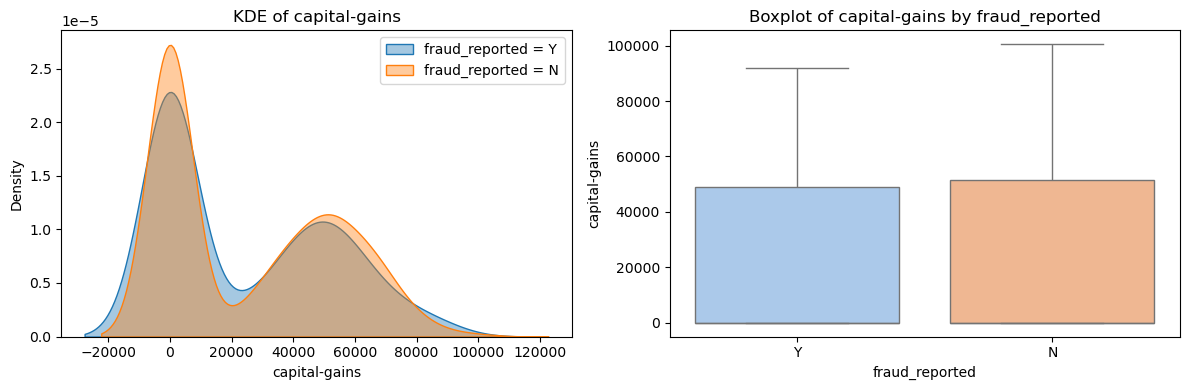 KDE of capital-gains
1e−5
fraud_reported = Y
fraud_reported = N
2.5
2.0
1.5
1.0
0.5
0.0
Density
−20000 0 20000 40000 60000 80000 100000 120000
capital-gains
Boxplot of capital-gains by fraud_reported
100000
80000
60000
40000
20000
0
capital-gains
Y N
fraud_reported